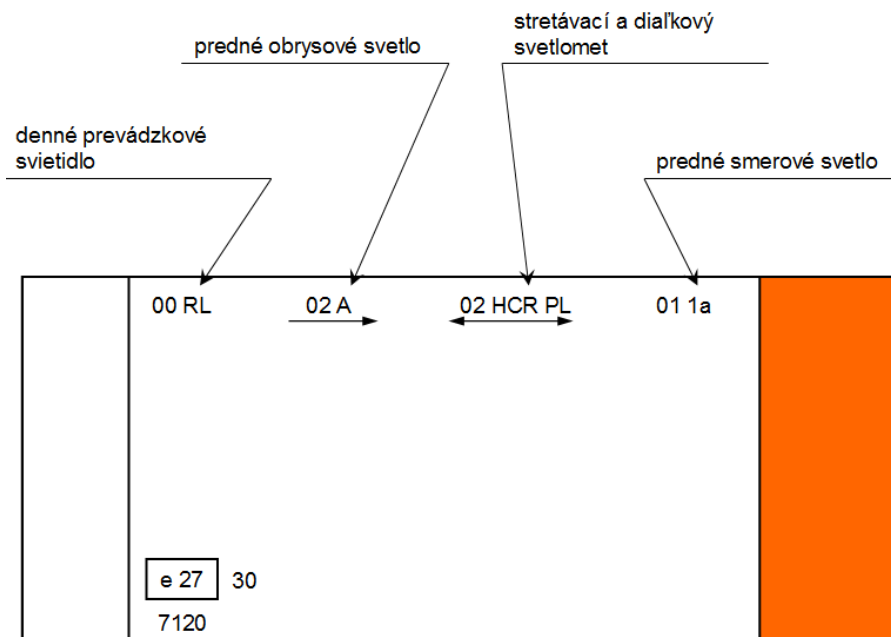 stretávací a diaľkový
svetlomet
predné obrysové svetlo
denné prevádzkové
svietidlo
predné smerové svetlo
00 RL
02 A
02 HCR PL
01 1a
e 27
30
7120